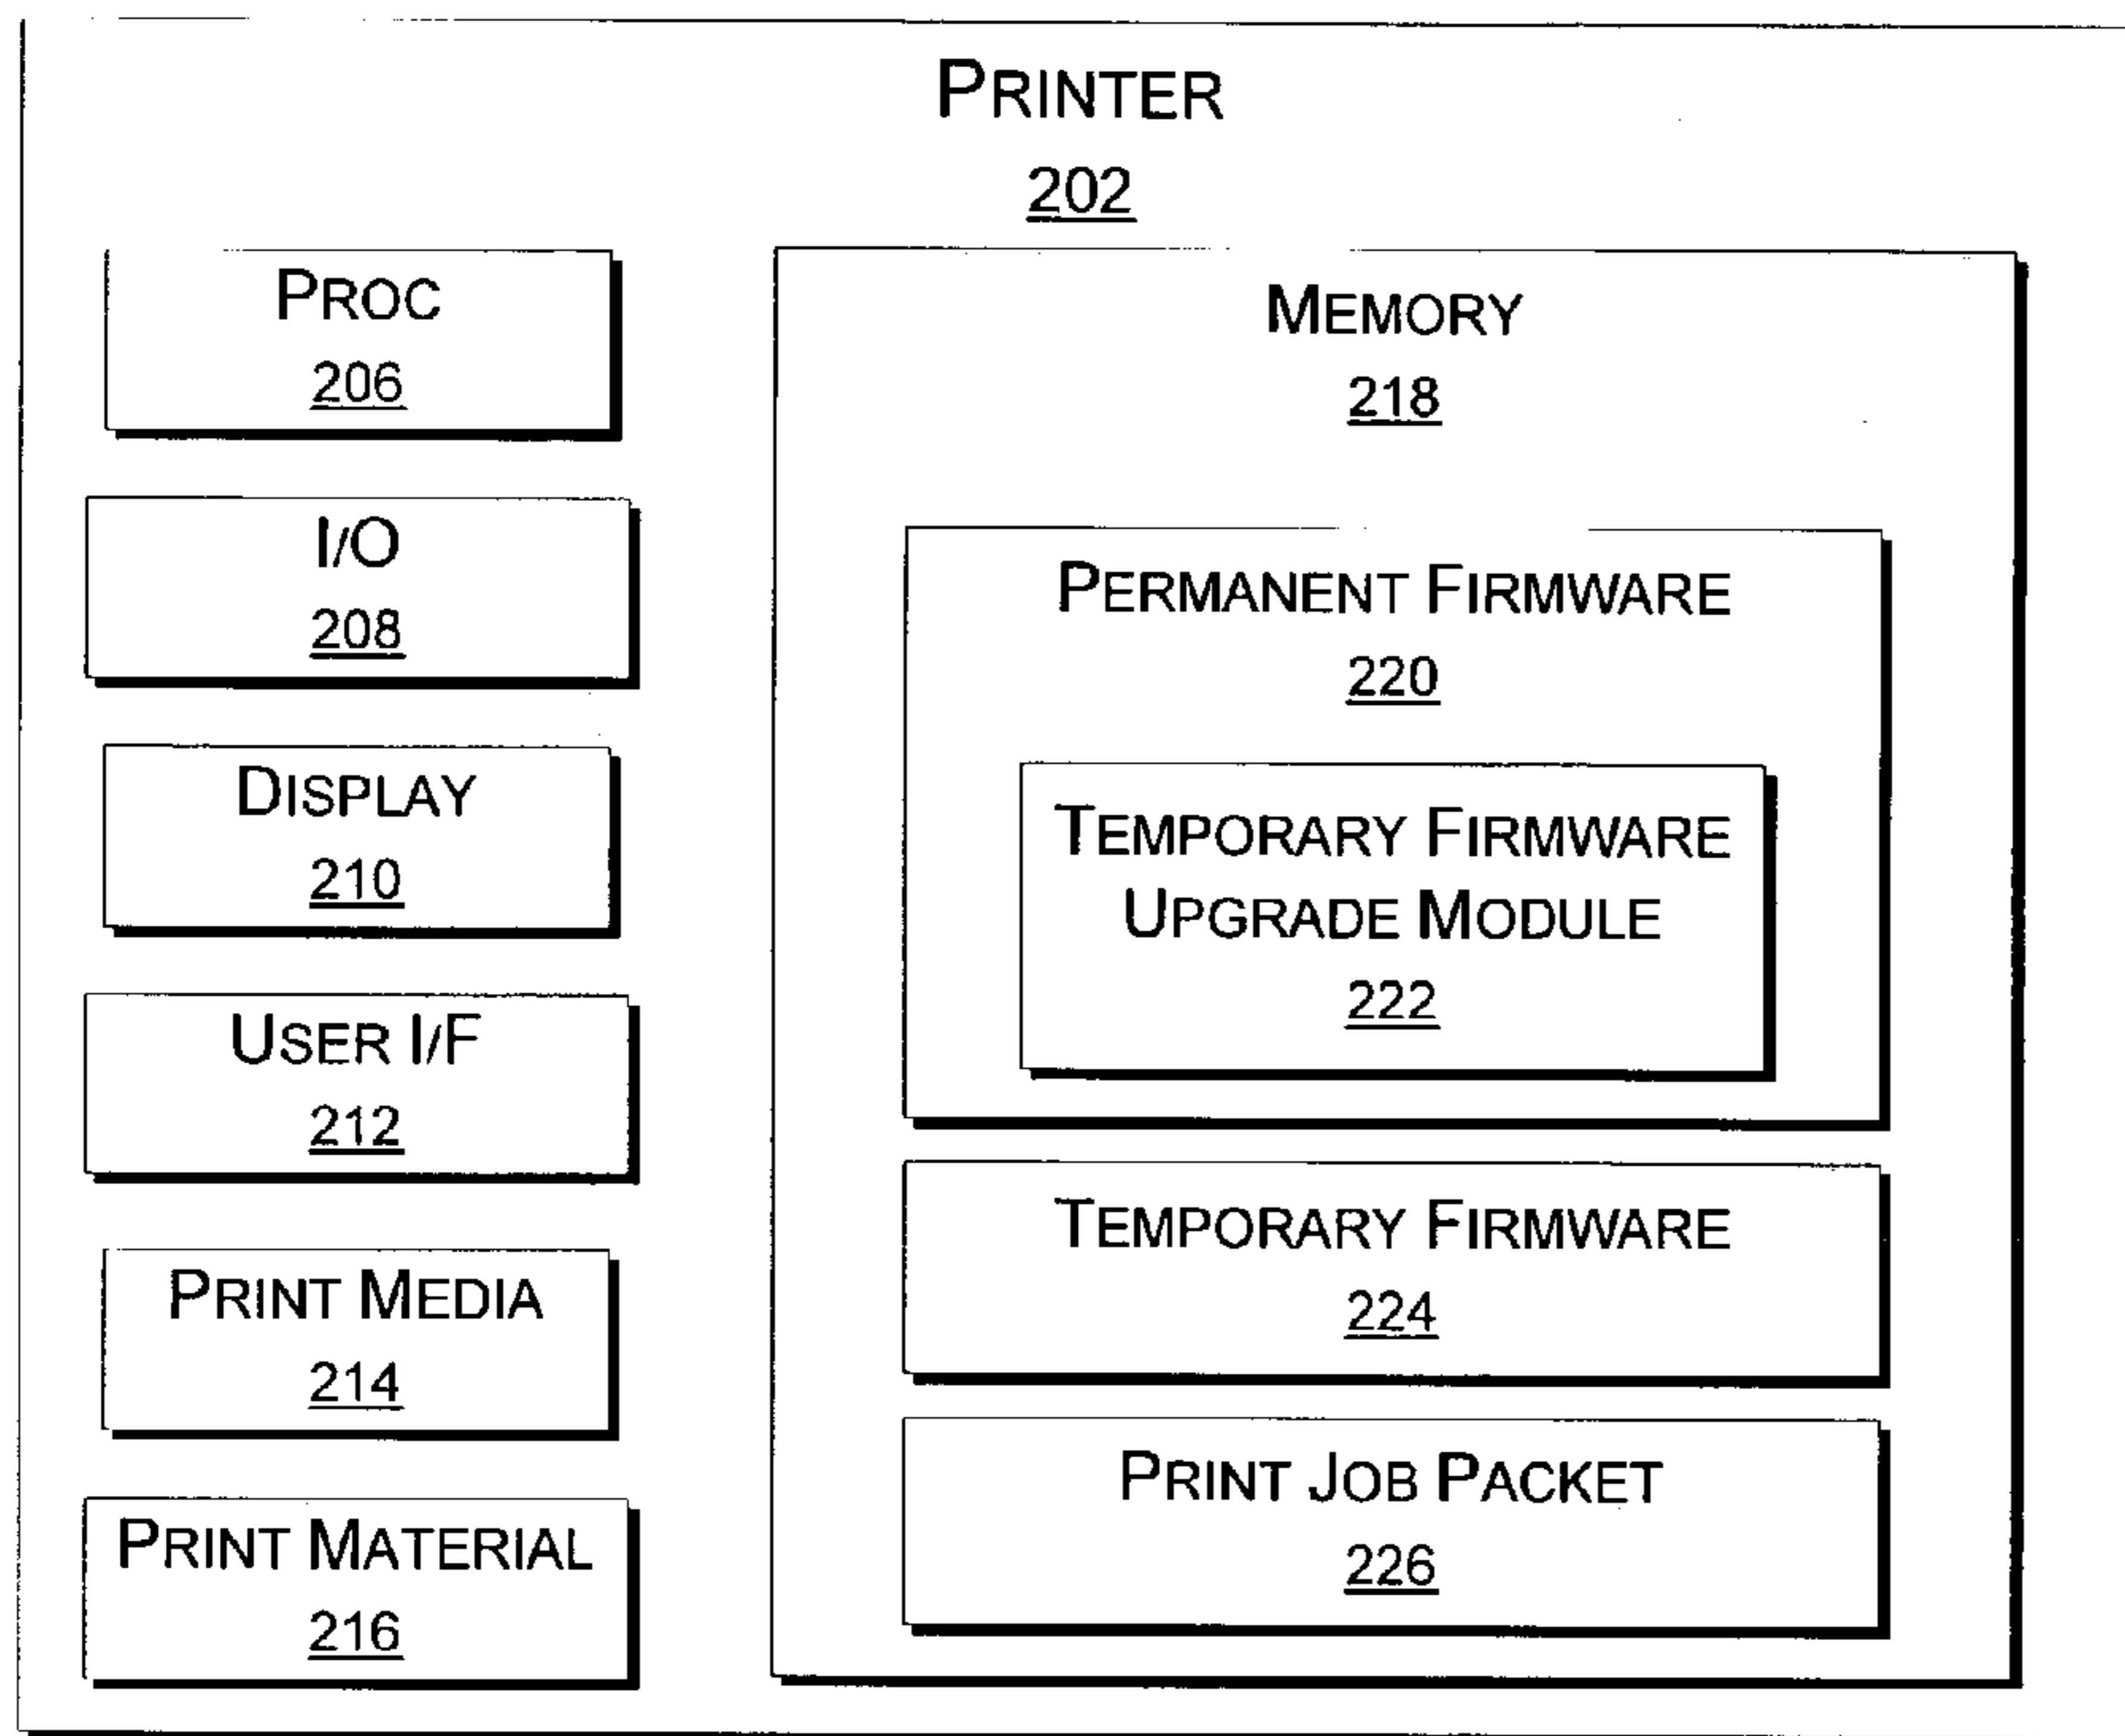 PRINTER
202
PROC
206
I/O
208
DISPLAY
210
USER I/F
212
PRINT MEDIA
214
PRINT MATERIAL
216
MEMORY
218
PERMANENT FIRMWARE
220
TEMPORARY FIRMWARE
UPGRADE MODULE
222
TEMPORARY FIRMWARE
224
PRINT JOB PACKET
226